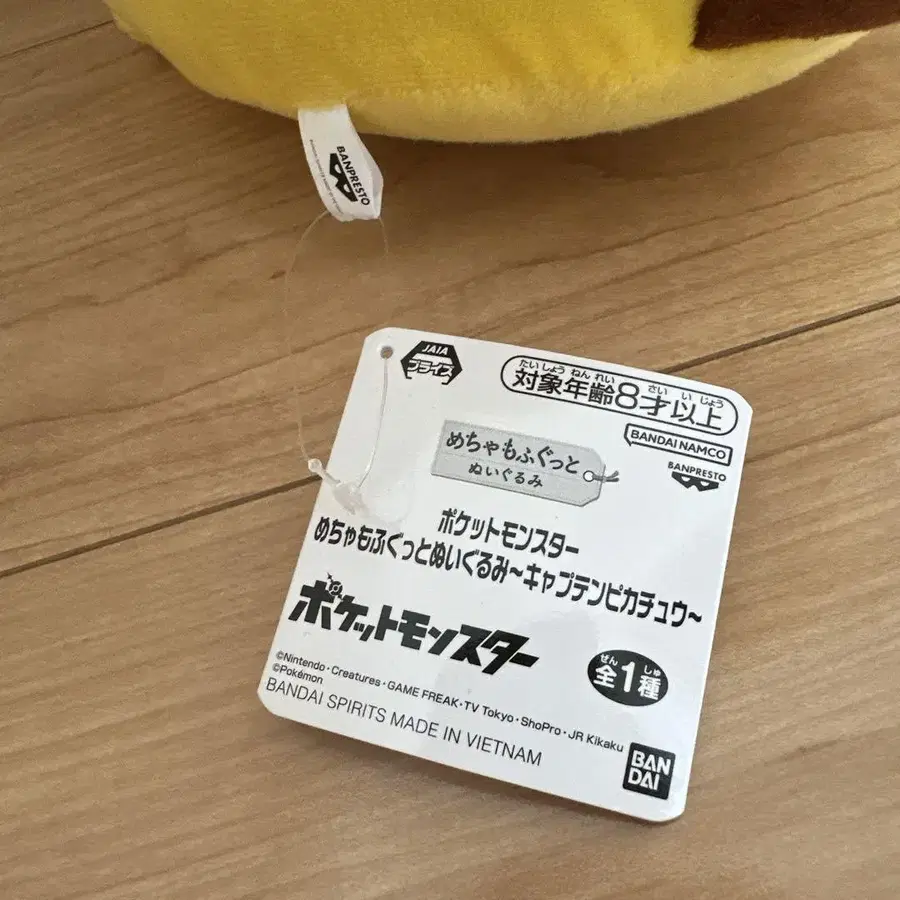 BANPRESTO
JAIA
プライズ
たいしょうねんれい さいいじょう
対象年齢8才以上
BANDAI NAMCO
BANPRESTO
めちゃもふぐっと
ぬいぐるみ
ポケットモンスター
めちゃもふぐっとぬいぐるみ~キャプテンピカチュウ~
ポケットモンスター
ぜん しゅ
全1種
©Nintendo・Creatures・GAME FREAK・TV Tokyo・ShoPro・JR Kikaku
©Pokémon
BANDAI SPIRITS MADE IN VIETNAM
BAN
DAI